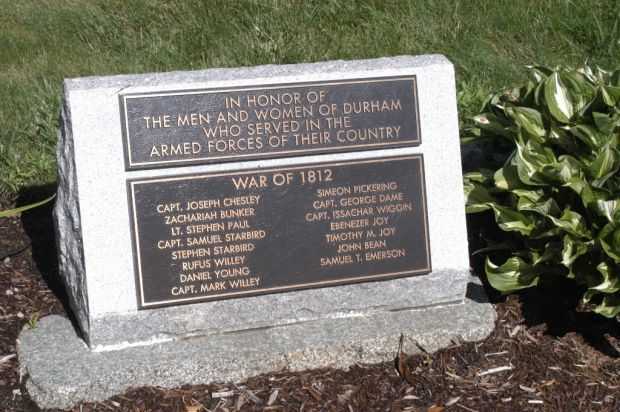 IN HONOR OF
THE MEN AND WOMEN OF DURHAM
WHO SERVED IN THE
ARMED FORCES OF THEIR COUNTRY
WAR OF 1812
CAPT. JOSEPH CHESLEY
ZACHARIAH BUNKER
LT. STEPHEN PAUL
CAPT. SAMUEL STARBIRD
STEPHEN STARBIRD
RUFUS WILLEY
DANIEL YOUNG
CAPT. MARK WILLEY
SIMEON PICKERING
CAPT. GEORGE DAME
CAPT. ISSACHAR WIGGIN
EBENEZER JOY
TIMOTHY M. JOY
JOHN BEAN
SAMUEL T. EMERSON